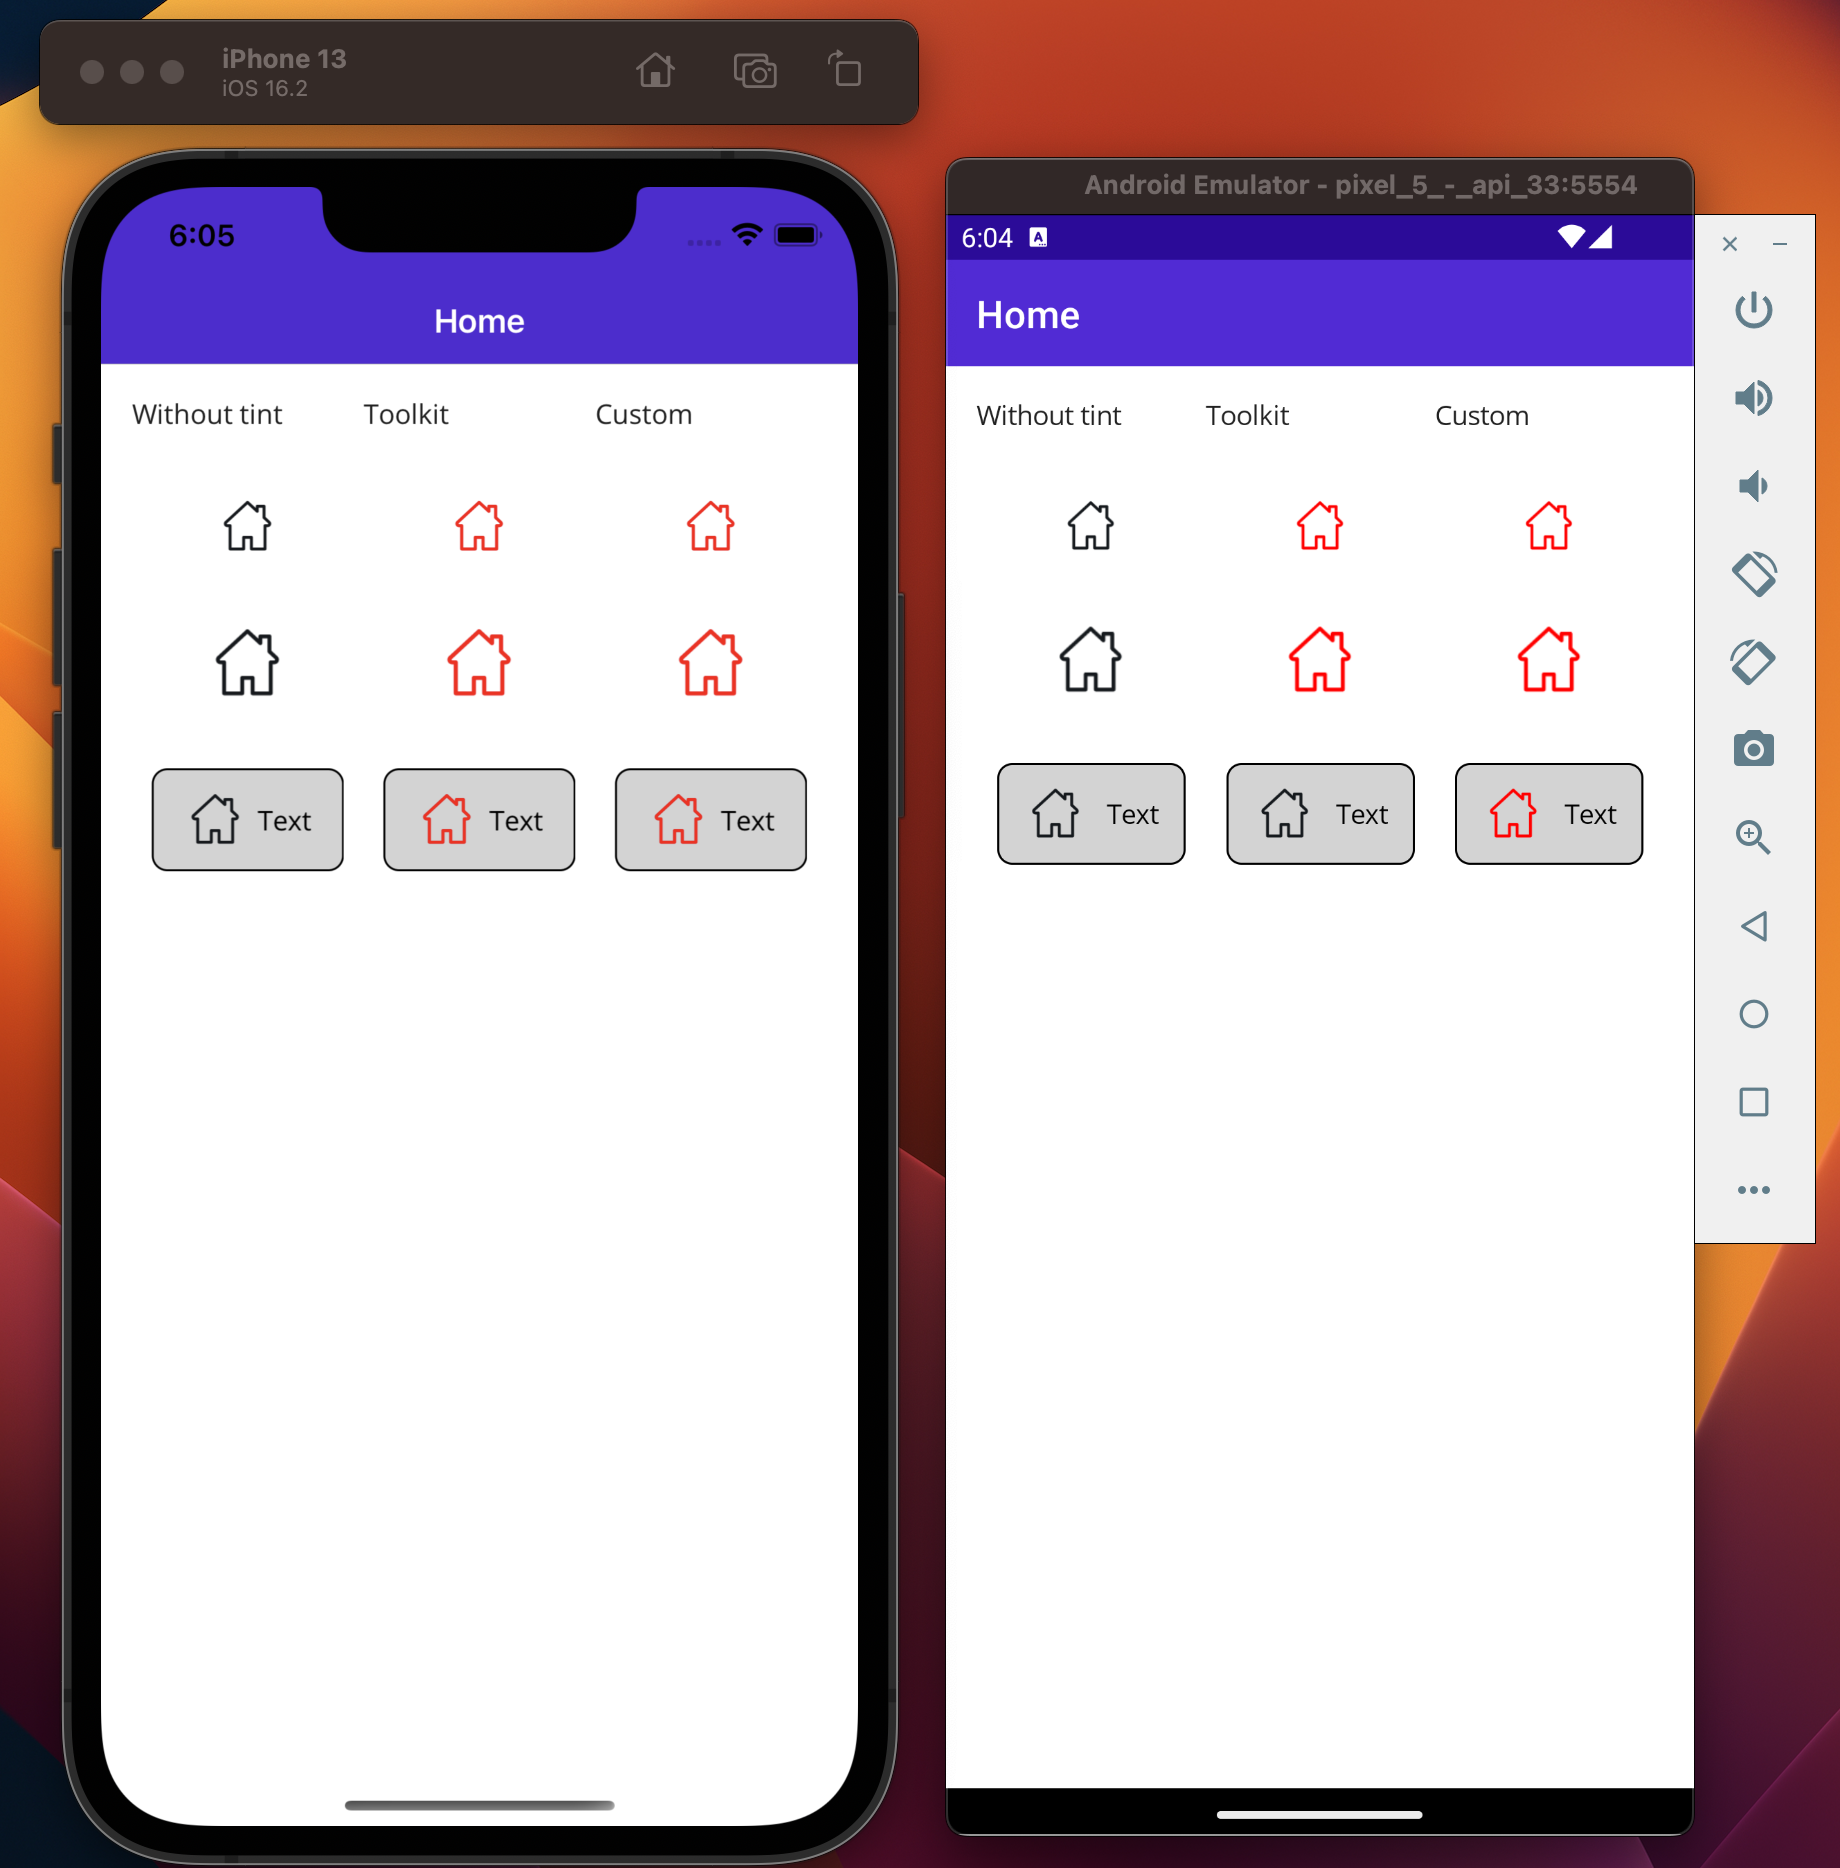 iPhone 13
iOS 16.2
6:05
Home
Without tint Toolkit Custom
Text Text Text
Android Emulator - pixel_5_-_api_33:5554
6:04 A
Home
Without tint Toolkit Custom
Text Text Text